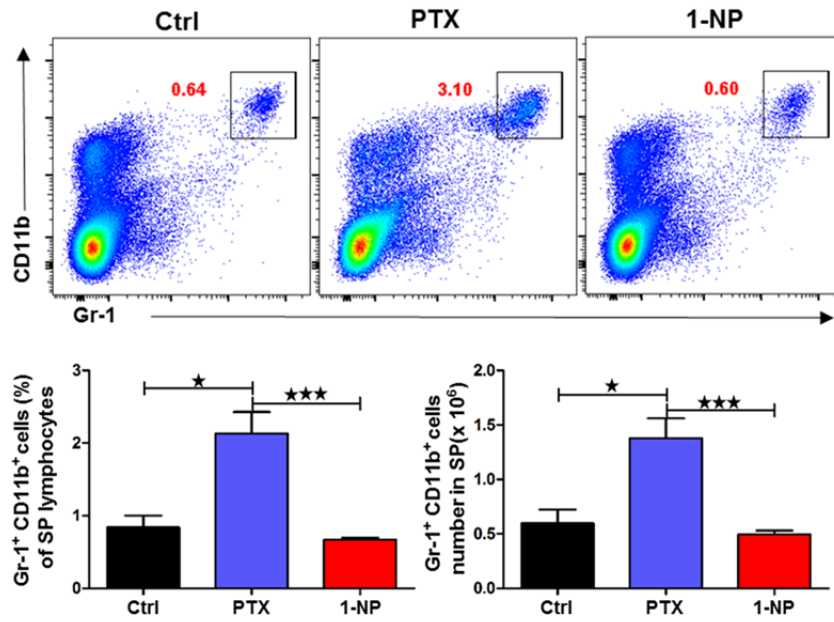 Ctrl PTX 1-NP
0.64 3.10 0.60
CD11b
Gr-1
Gr-1⁺ CD11b⁺ cells (%)
of SP lymphocytes
3
2
1
0
★ ★★★
Ctrl PTX 1-NP
Gr-1⁺ CD11b⁺ cells
number in SP(x 10⁶)
2.0
1.5
1.0
0.5
0.0
★ ★★★
Ctrl PTX 1-NP